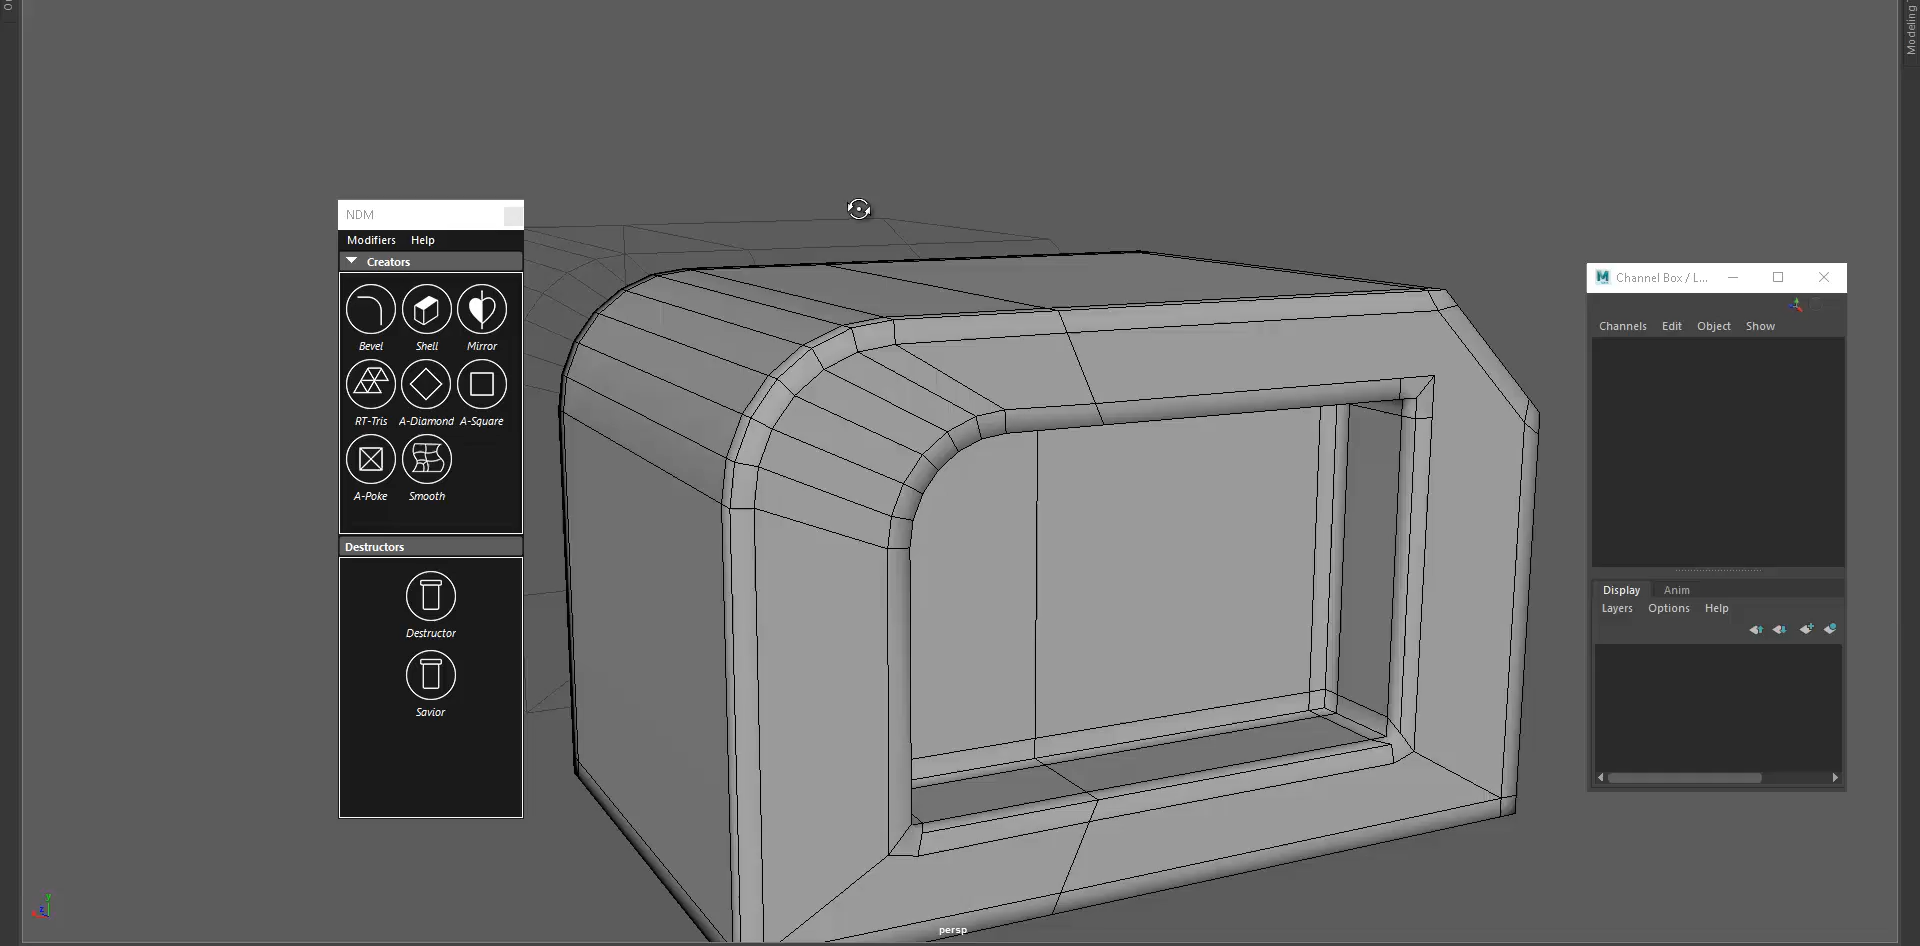 Modeling
NDM
Modifiers Help
Creators
Bevel Shell Mirror
RT-Tris A-Diamond A-Square
A-Poke Smooth
Destructors
Destructor
Savior
M Channel Box / L...
Channels Edit Object Show
Display Anim
Layers Options Help
y
z
persp